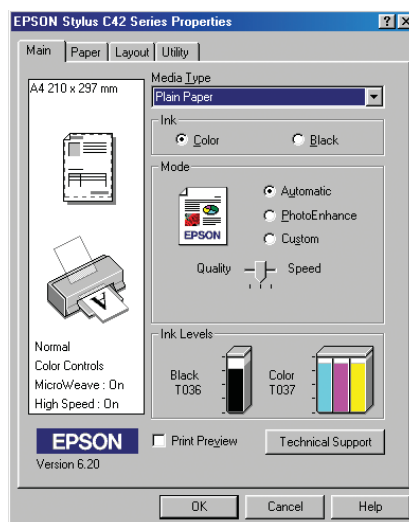 EPSON Stylus C42 Series Properties
Main
Paper
Layout
Utility
A4 210 x 297 mm
A
Normal
Color Controls
MicroWeave : On
High Speed : On
Media Type
Plain Paper
Ink
Color
Black
Mode
EPSON
Automatic
PhotoEnhance
Custom
Quality
Speed
Ink Levels
Black
T036
Color
T037
EPSON
Version 6.20
Print Preview
Technical Support
OK
Cancel
Help